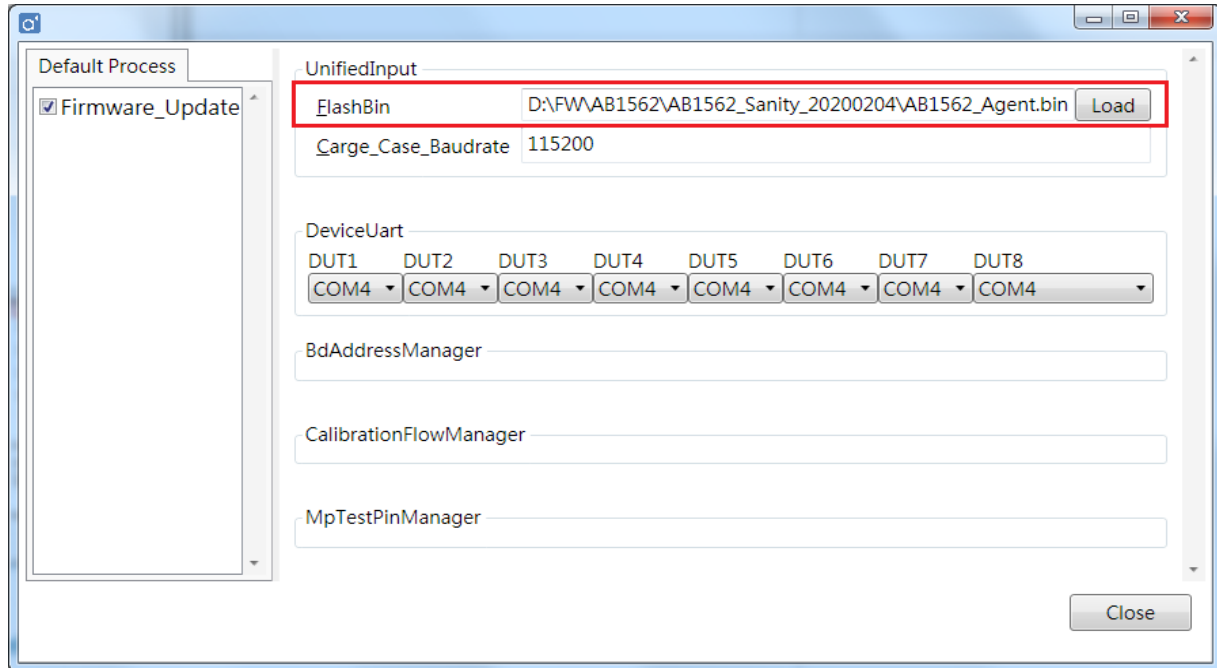 Default Process
Firmware_Update
UnifiedInput
FlashBin D:\FW\AB1562\AB1562_Sanity_20200204\AB1562_Agent.bin Load
Carge_Case_Baudrate 115200
DeviceUart
DUT1 DUT2 DUT3 DUT4 DUT5 DUT6 DUT7 DUT8
COM4 COM4 COM4 COM4 COM4 COM4 COM4 COM4
BdAddressManager
CalibrationFlowManager
MpTestPinManager
Close